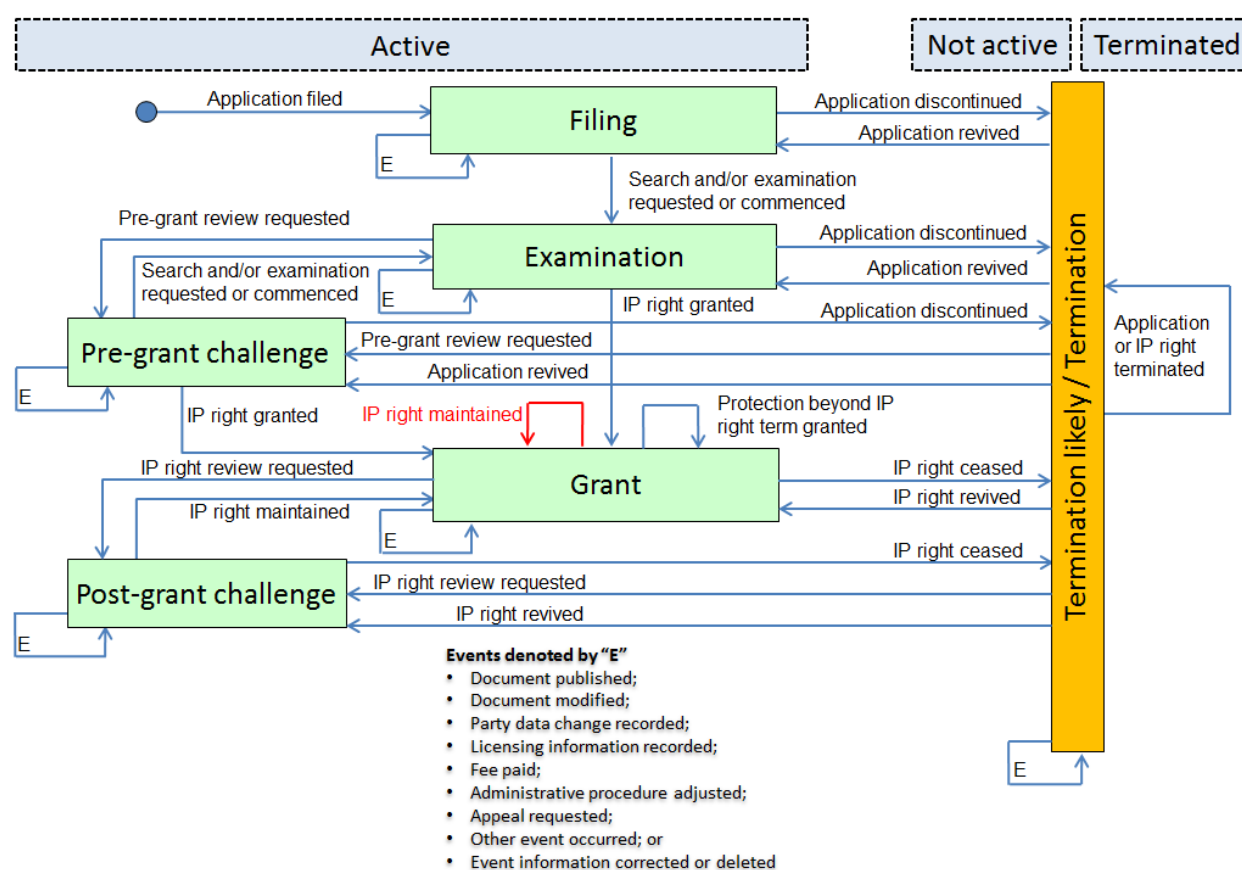 Active
Not active
Terminated
Application filed
Filing
Application discontinued
Application revived
E
Search and/or examination
requested or commenced
Pre-grant review requested
Examination
Application discontinued
Application revived
Search and/or examination
requested or commenced
E
IP right granted
Application discontinued
Pre-grant challenge
Pre-grant review requested
Application revived
E
Application
or IP right
terminated
Termination likely / Termination
IP right granted
IP right maintained
Protection beyond IP
right term granted
IP right review requested
Grant
IP right ceased
IP right revived
IP right maintained
E
IP right ceased
Post-grant challenge
IP right review requested
IP right revived
E
Events denoted by “E”
• Document published;
• Document modified;
• Party data change recorded;
• Licensing information recorded;
• Fee paid;
• Administrative procedure adjusted;
• Appeal requested;
• Other event occurred; or
• Event information corrected or deleted
E